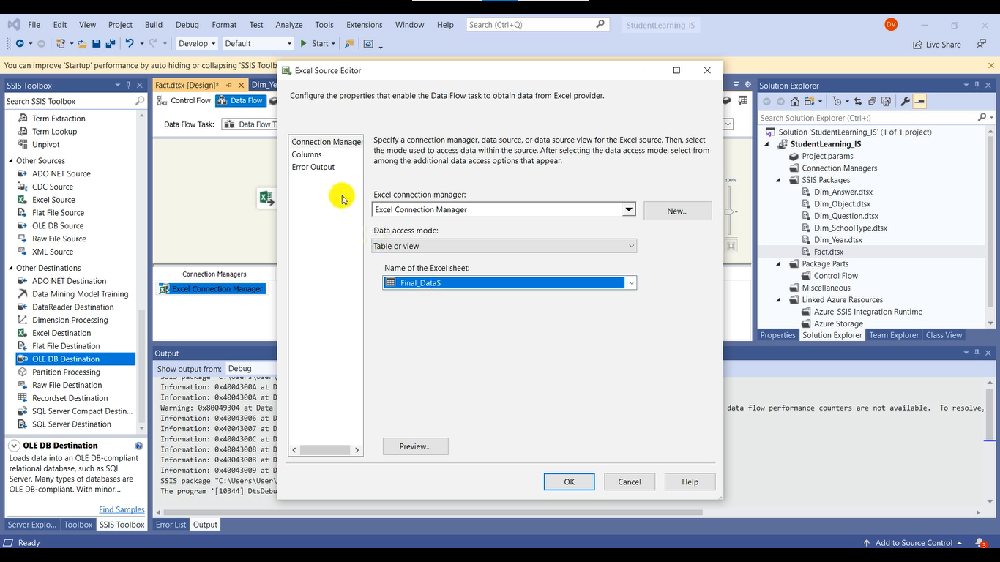 File Edit View Project Build Debug Format Test Analyze Tools Extensions Window Help Search (Ctrl+Q) StudentLearning_IS DV
Develop Default Start Live Share
You can improve 'Startup' performance by auto hiding or collapsing 'SSIS Toolb
SSIS Toolbox
Search SSIS Toolbox
Term Extraction
Term Lookup
Unpivot
Other Sources
ADO NET Source
CDC Source
Excel Source
Flat File Source
OLE DB Source
Raw File Source
XML Source
Other Destinations
ADO NET Destination
Data Mining Model Training
DataReader Destination
Dimension Processing
Excel Destination
Flat File Destination
OLE DB Destination
Partition Processing
Raw File Destination
Recordset Destination
SQL Server Compact Destin...
SQL Server Destination
OLE DB Destination
Loads data into an OLE DB-compliant
relational database, such as SQL
Server. Many types of databases are
OLE DB-compliant. With minor...
Find Samples
Server Explo... Toolbox SSIS Toolbox
Fact.dtsx [Design]* Dim_Ye
Control Flow Data Flow
Data Flow Task: Data Flow T
100%
Connection Managers
Excel Connection Manager
Excel Source Editor
Configure the properties that enable the Data Flow task to obtain data from Excel provider.
Connection Manager
Columns
Error Output
Specify a connection manager, data source, or data source view for the Excel source. Then, select
the mode used to access data within the source. After selecting the data access mode, select from
among the additional data access options that appear.
Excel connection manager:
Excel Connection Manager New...
Data access mode:
Table or view
Name of the Excel sheet:
Final_Data$
Preview...
OK Cancel Help
Output
Show output from: Debug
SSIS package "C:\Users\User\
Information: 0x4004300A at D
Information: 0x4004300A at D
Warning: 0x80049304 at Data data flow performance counters are not available. To resolve,
Information: 0x40043006 at D
Information: 0x40043007 at D
Information: 0x4004300C at D
Information: 0x40043008 at D
Information: 0x4004300B at D
Information: 0x40043009 at D
SSIS package "C:\Users\User\
The program '[10344] DtsDebu
Error List Output
Solution Explorer
Search Solution Explorer (Ctrl+;)
Solution 'StudentLearning_IS' (1 of 1 project)
StudentLearning_IS
Project.params
Connection Managers
SSIS Packages
Dim_Answer.dtsx
Dim_Object.dtsx
Dim_Question.dtsx
Dim_SchoolType.dtsx
Dim_Year.dtsx
Fact.dtsx
Package Parts
Control Flow
Miscellaneous
Linked Azure Resources
Azure-SSIS Integration Runtime
Azure Storage
Properties Solution Explorer Team Explorer Class View
Ready Add to Source Control 3